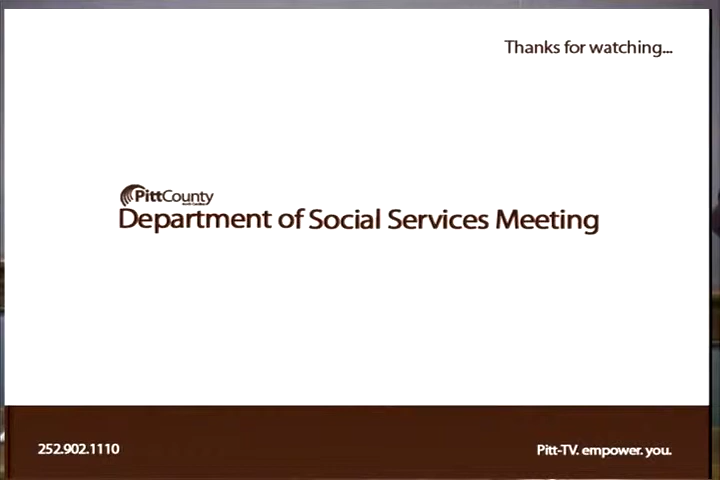 Thanks for watching...
PittCounty
Department of Social Services Meeting
252.902.1110
Pitt-TV. empower. you.